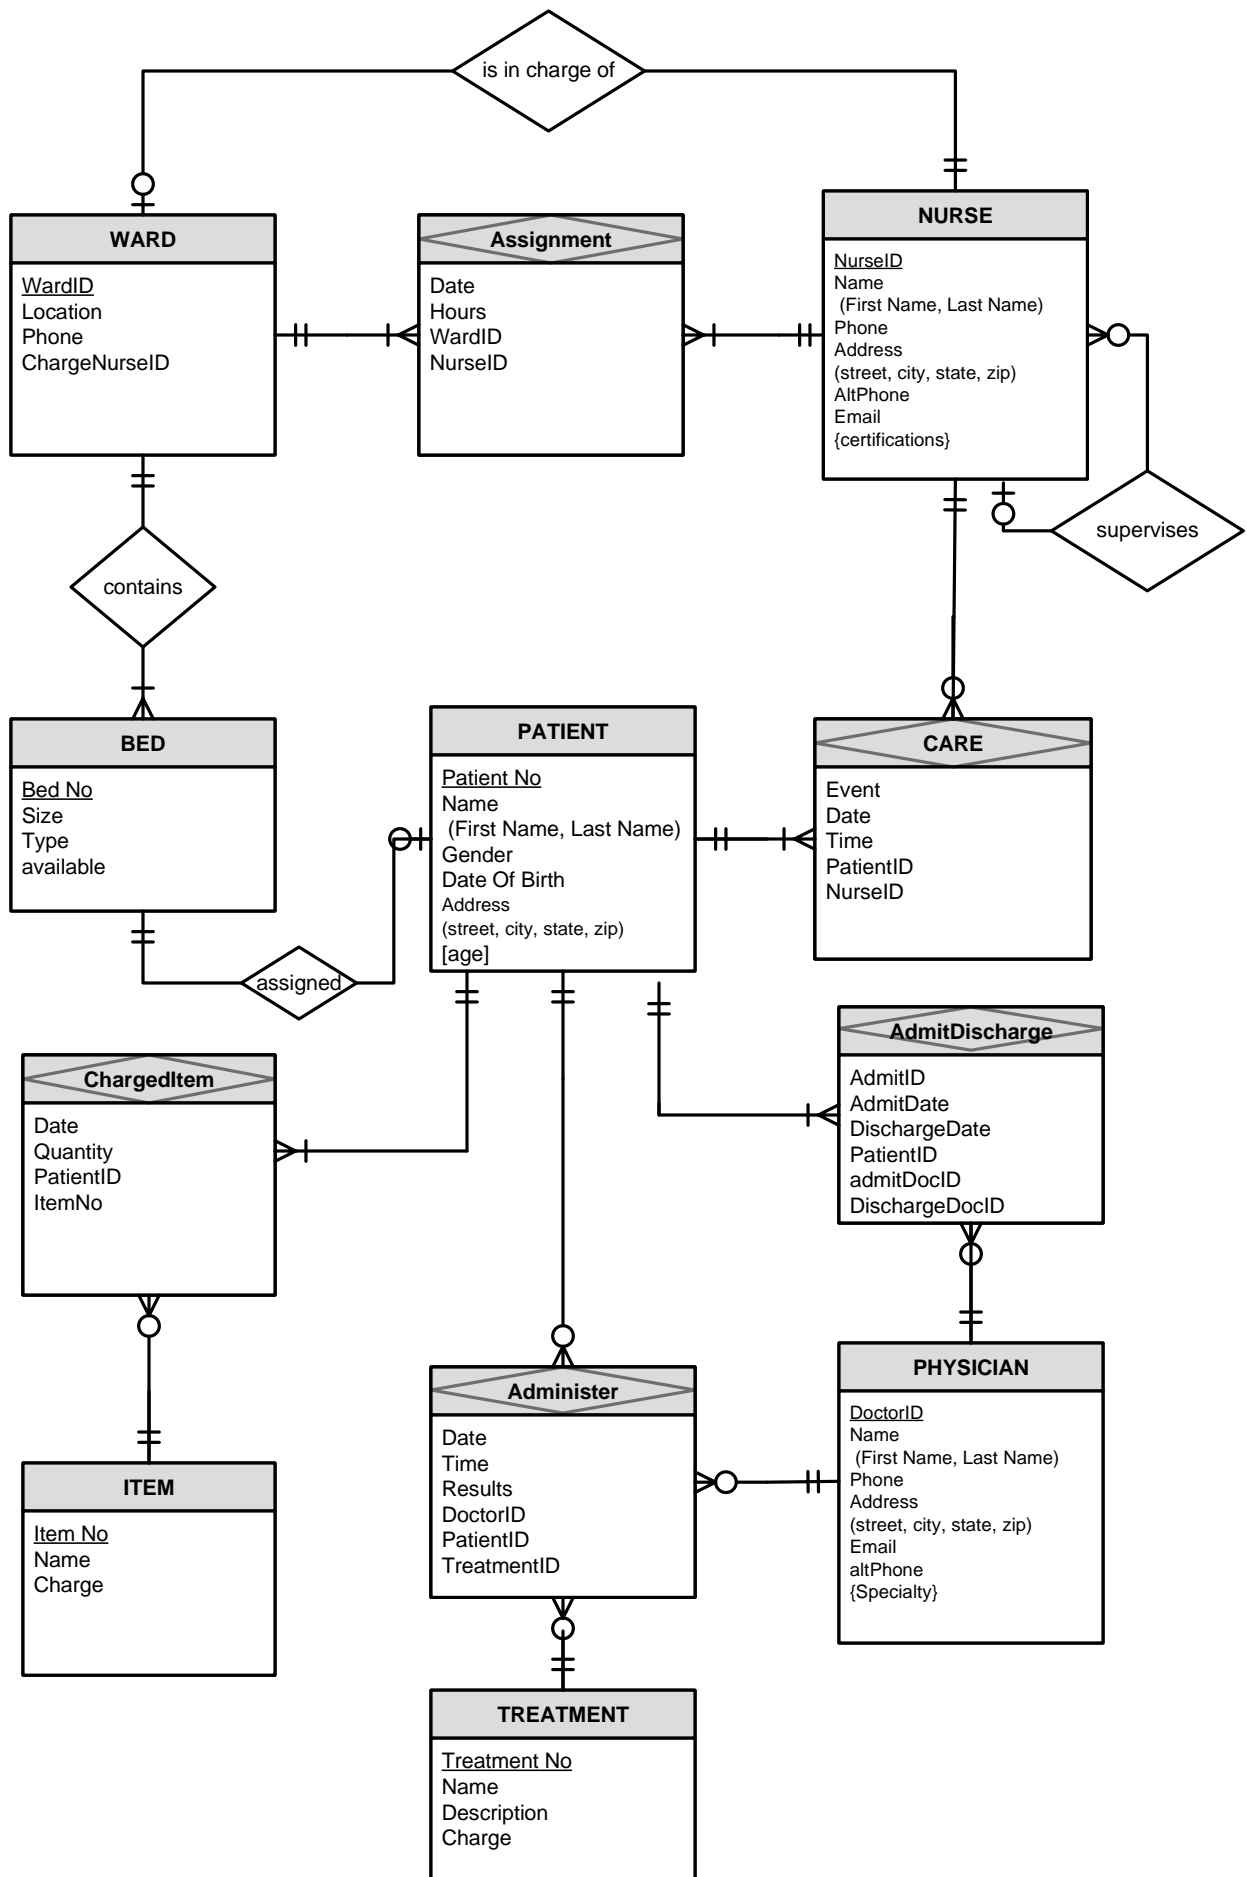 is in charge of
WARD
WardID
Location
Phone
ChargeNurseID
Assignment
Date
Hours
WardID
NurseID
NURSE
NurseID
Name
(First Name, Last Name)
Phone
Address
(street, city, state, zip)
AltPhone
Email
{certifications}
supervises
contains
BED
Bed No
Size
Type
available
assigned
PATIENT
Patient No
Name
(First Name, Last Name)
Gender
Date Of Birth
Address
(street, city, state, zip)
[age]
CARE
Event
Date
Time
PatientID
NurseID
ChargedItem
Date
Quantity
PatientID
ItemNo
AdmitDischarge
AdmitID
AdmitDate
DischargeDate
PatientID
admitDocID
DischargeDocID
ITEM
Item No
Name
Charge
Administer
Date
Time
Results
DoctorID
PatientID
TreatmentID
PHYSICIAN
DoctorID
Name
(First Name, Last Name)
Phone
Address
(street, city, state, zip)
Email
altPhone
{Specialty}
TREATMENT
Treatment No
Name
Description
Charge